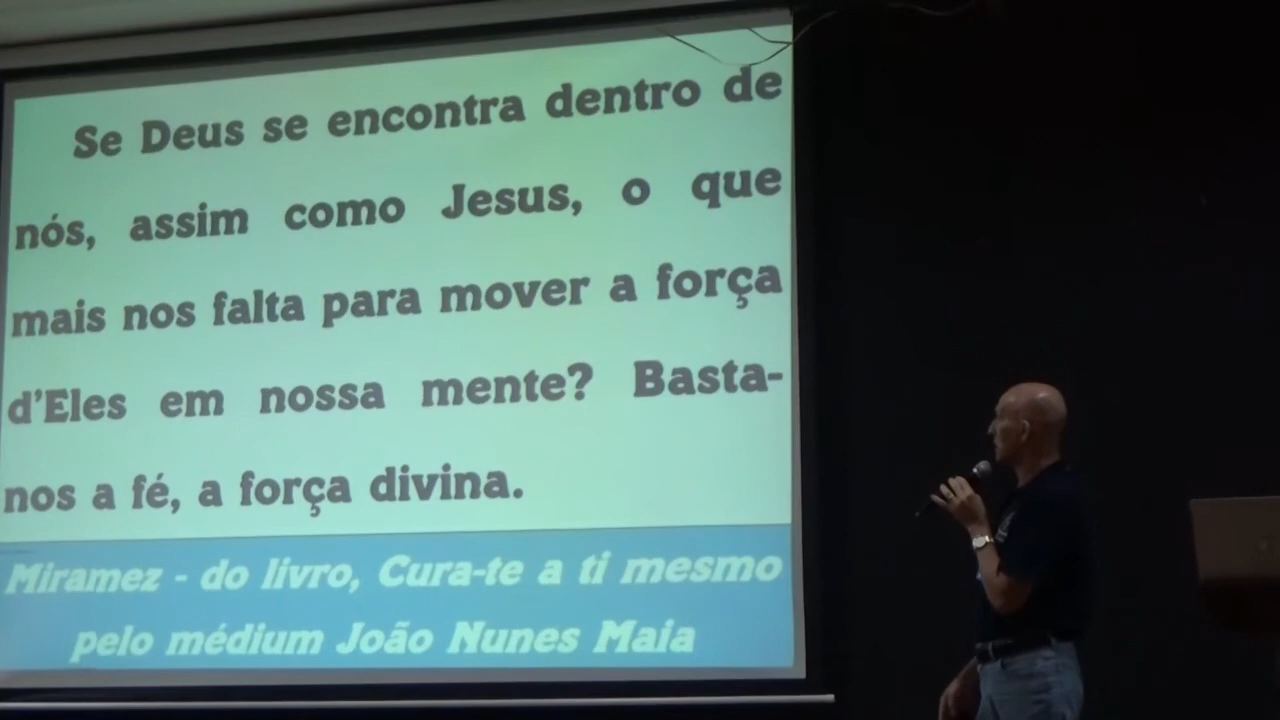 Se Deus se encontra dentro de
nós, assim como Jesus, o que
mais nos falta para mover a força
d'Eles em nossa mente? Basta-
nos a fé, a força divina.
Miramez - do livro, Cura-te a ti mesmo
pelo médium João Nunes Maia